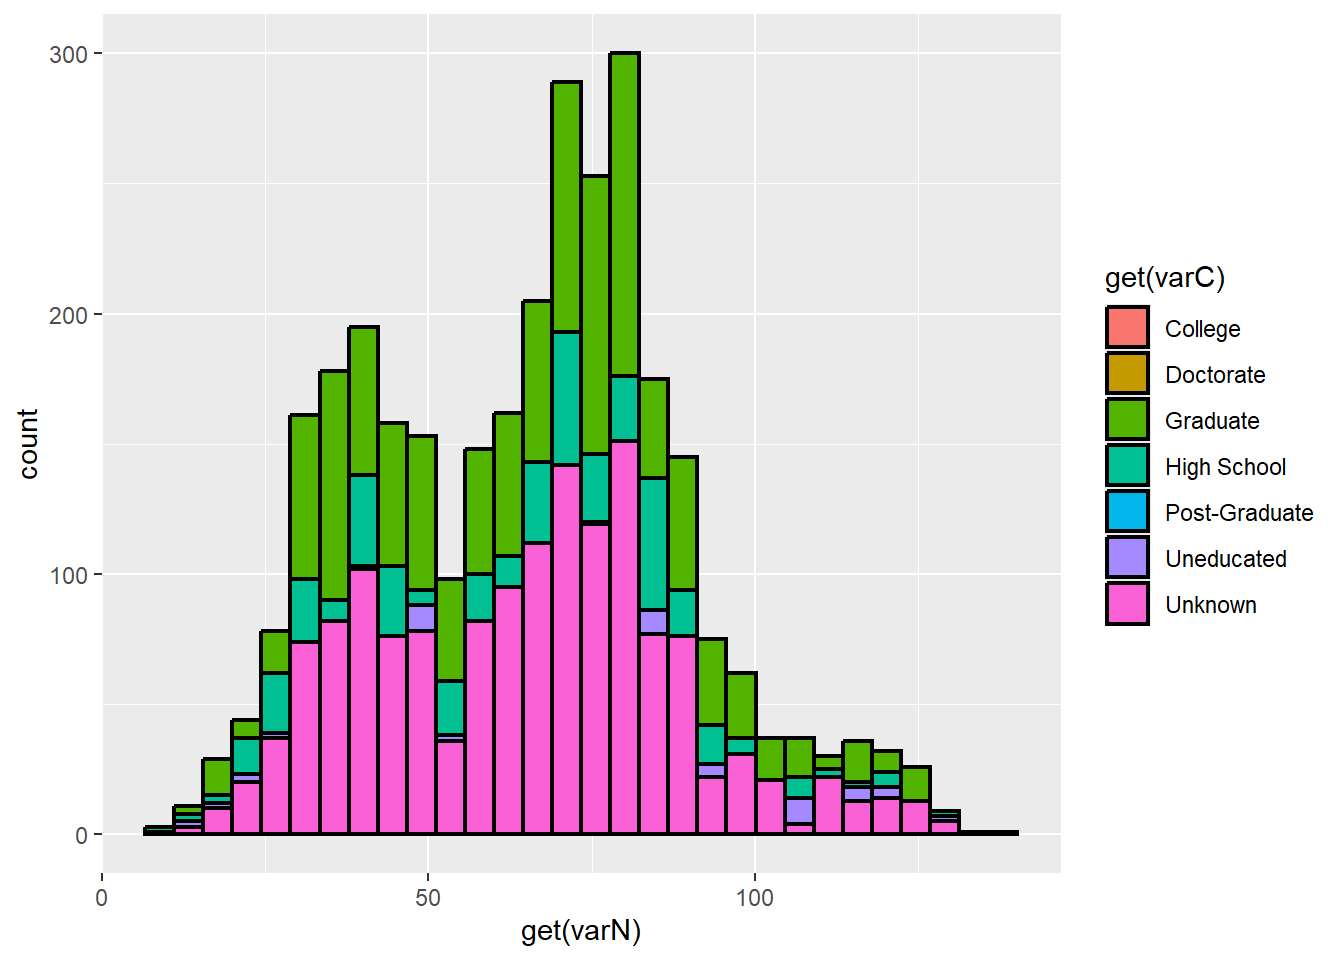 300
200
100
0
count
0
50
100
get(varN)
get(varC)
College
Doctorate
Graduate
High School
Post-Graduate
Uneducated
Unknown